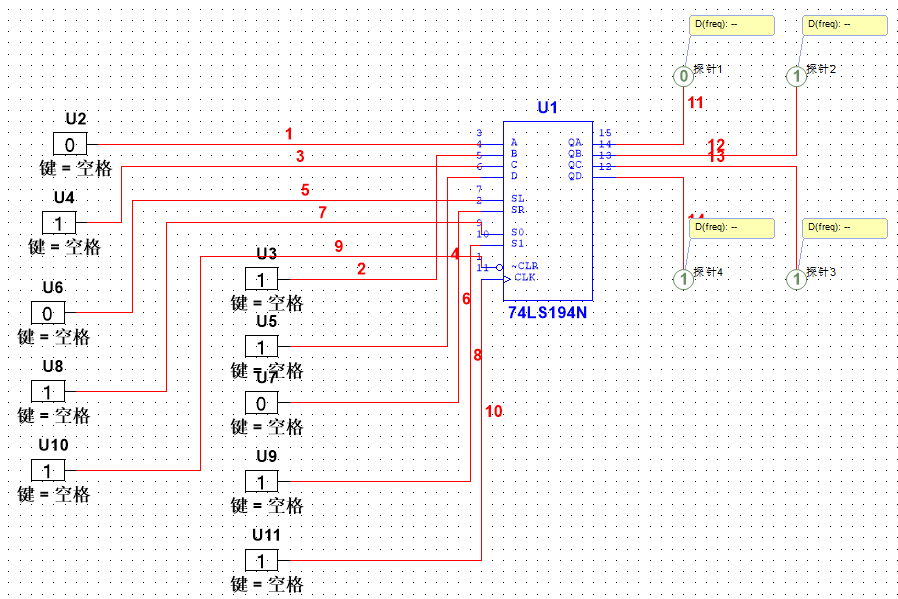 D(freq): --
D(freq): --
0
探针1
1
探针2
11
U1
U2
0
键 = 空格
1
3
U4
1
键 = 空格
5
7
9
2
3
4
5
6
7
2
9
10
1
11
A
B
C
D
SL
SR
S0
S1
~CLR
CLK
QA
QB
QC
QD
15
14
13
12
12
13
74LS194N
14
D(freq): --
D(freq): --
1
探针4
1
探针3
4
U3
1
键 = 空格
6
U6
0
键 = 空格
U5
1
键 = 空格
8
U8
1
键 = 空格
U7
0
键 = 空格
10
U10
1
键 = 空格
U9
1
键 = 空格
U11
1
键 = 空格